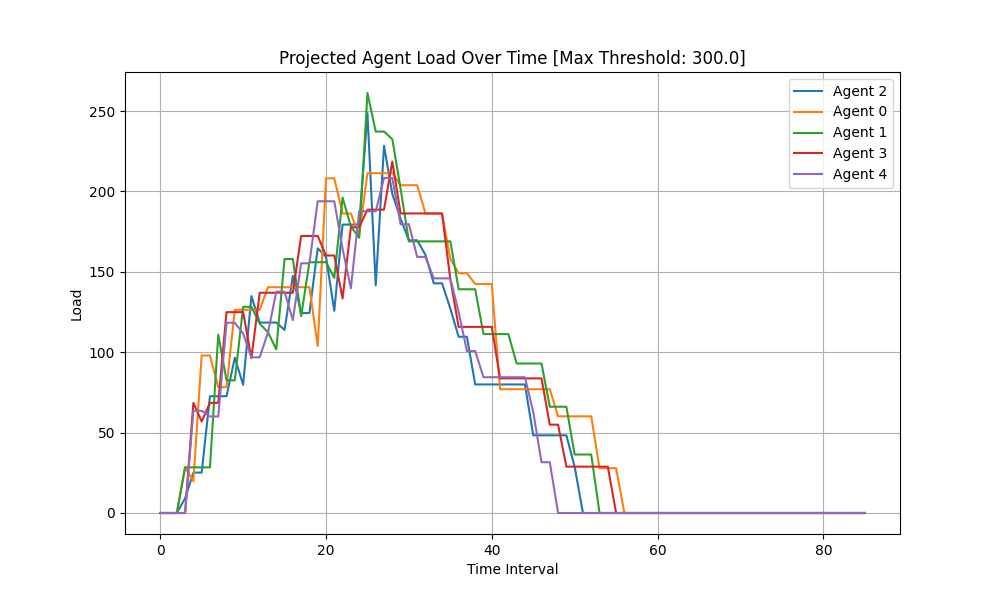 Projected Agent Load Over Time [Max Threshold: 300.0]
Agent 2
Agent 0
Agent 1
Agent 3
Agent 4
Load
250
200
150
100
50
0
0 20 40 60 80
Time Interval